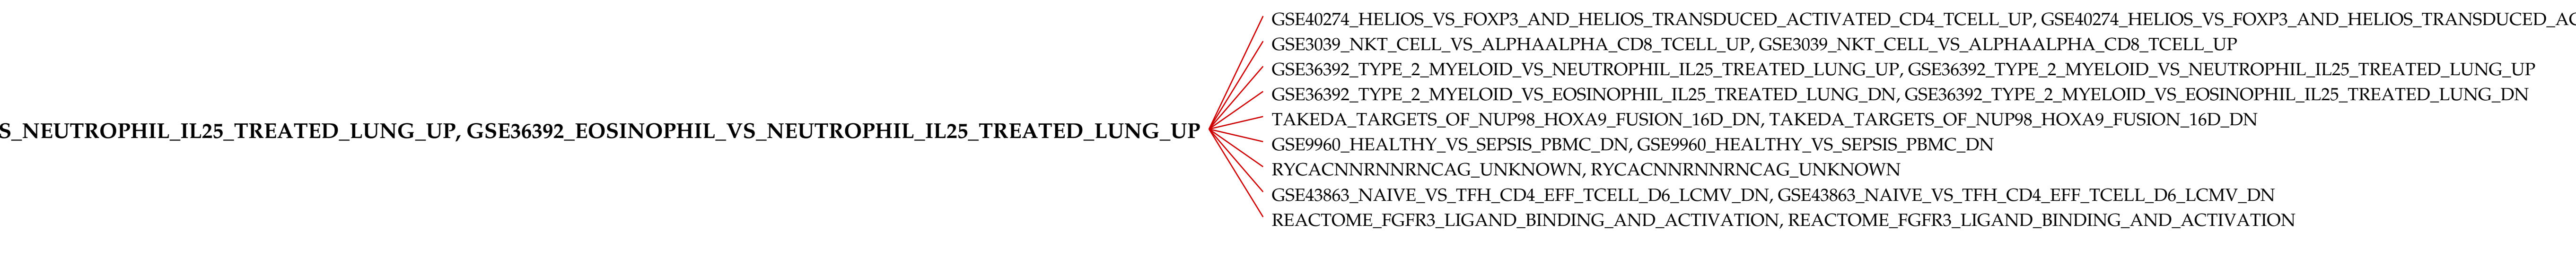 GSE40274_HELIOS_VS_FOXP3_AND_HELIOS_TRANSDUCED_ACTIVATED_CD4_TCELL_UP, GSE40274_HELIOS_VS_FOXP3_AND_HELIOS_TRANSDUCED_AC
GSE3039_NKT_CELL_VS_ALPHAALPHA_CD8_TCELL_UP, GSE3039_NKT_CELL_VS_ALPHAALPHA_CD8_TCELL_UP
GSE36392_TYPE_2_MYELOID_VS_NEUTROPHIL_IL25_TREATED_LUNG_UP, GSE36392_TYPE_2_MYELOID_VS_NEUTROPHIL_IL25_TREATED_LUNG_UP
GSE36392_TYPE_2_MYELOID_VS_EOSINOPHIL_IL25_TREATED_LUNG_DN, GSE36392_TYPE_2_MYELOID_VS_EOSINOPHIL_IL25_TREATED_LUNG_DN
TAKEDA_TARGETS_OF_NUP98_HOXA9_FUSION_16D_DN, TAKEDA_TARGETS_OF_NUP98_HOXA9_FUSION_16D_DN
S_NEUTROPHIL_IL25_TREATED_LUNG_UP, GSE36392_EOSINOPHIL_VS_NEUTROPHIL_IL25_TREATED_LUNG_UP
GSE9960_HEALTHY_VS_SEPSIS_PBMC_DN, GSE9960_HEALTHY_VS_SEPSIS_PBMC_DN
RYCACNNRNNRNCAG_UNKNOWN, RYCACNNRNNRNCAG_UNKNOWN
GSE43863_NAIVE_VS_TFH_CD4_EFF_TCELL_D6_LCMV_DN, GSE43863_NAIVE_VS_TFH_CD4_EFF_TCELL_D6_LCMV_DN
REACTOME_FGFR3_LIGAND_BINDING_AND_ACTIVATION, REACTOME_FGFR3_LIGAND_BINDING_AND_ACTIVATION